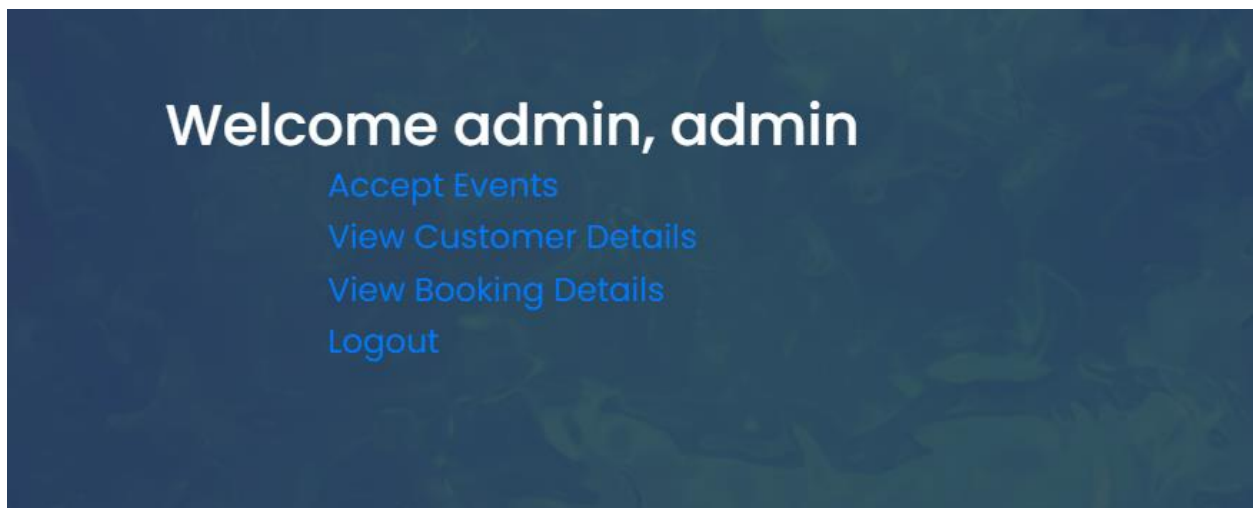 Welcome admin, admin
Accept Events
View Customer Details
View Booking Details
Logout